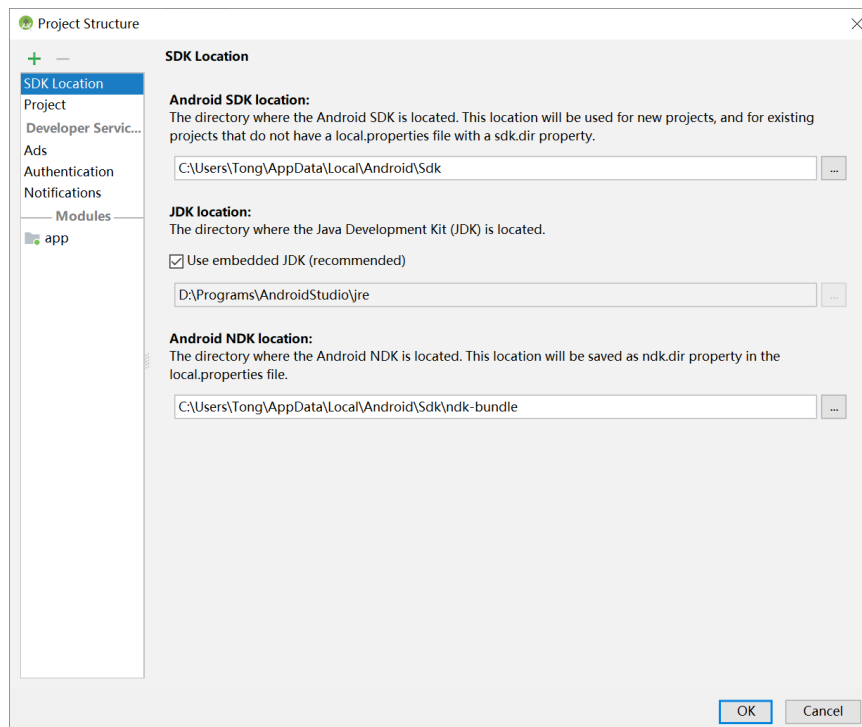 Project Structure
SDK Location
Project
Developer Servic...
Ads
Authentication
Notifications
Modules
app
SDK Location
Android SDK location:
The directory where the Android SDK is located. This location will be used for new projects, and for existing
projects that do not have a local.properties file with a sdk.dir property.
C:\Users\Tong\AppData\Local\Android\Sdk
...
JDK location:
The directory where the Java Development Kit (JDK) is located.
Use embedded JDK (recommended)
D:\Programs\AndroidStudio\jre
...
Android NDK location:
The directory where the Android NDK is located. This location will be saved as ndk.dir property in the
local.properties file.
C:\Users\Tong\AppData\Local\Android\Sdk\ndk-bundle
...
OK
Cancel